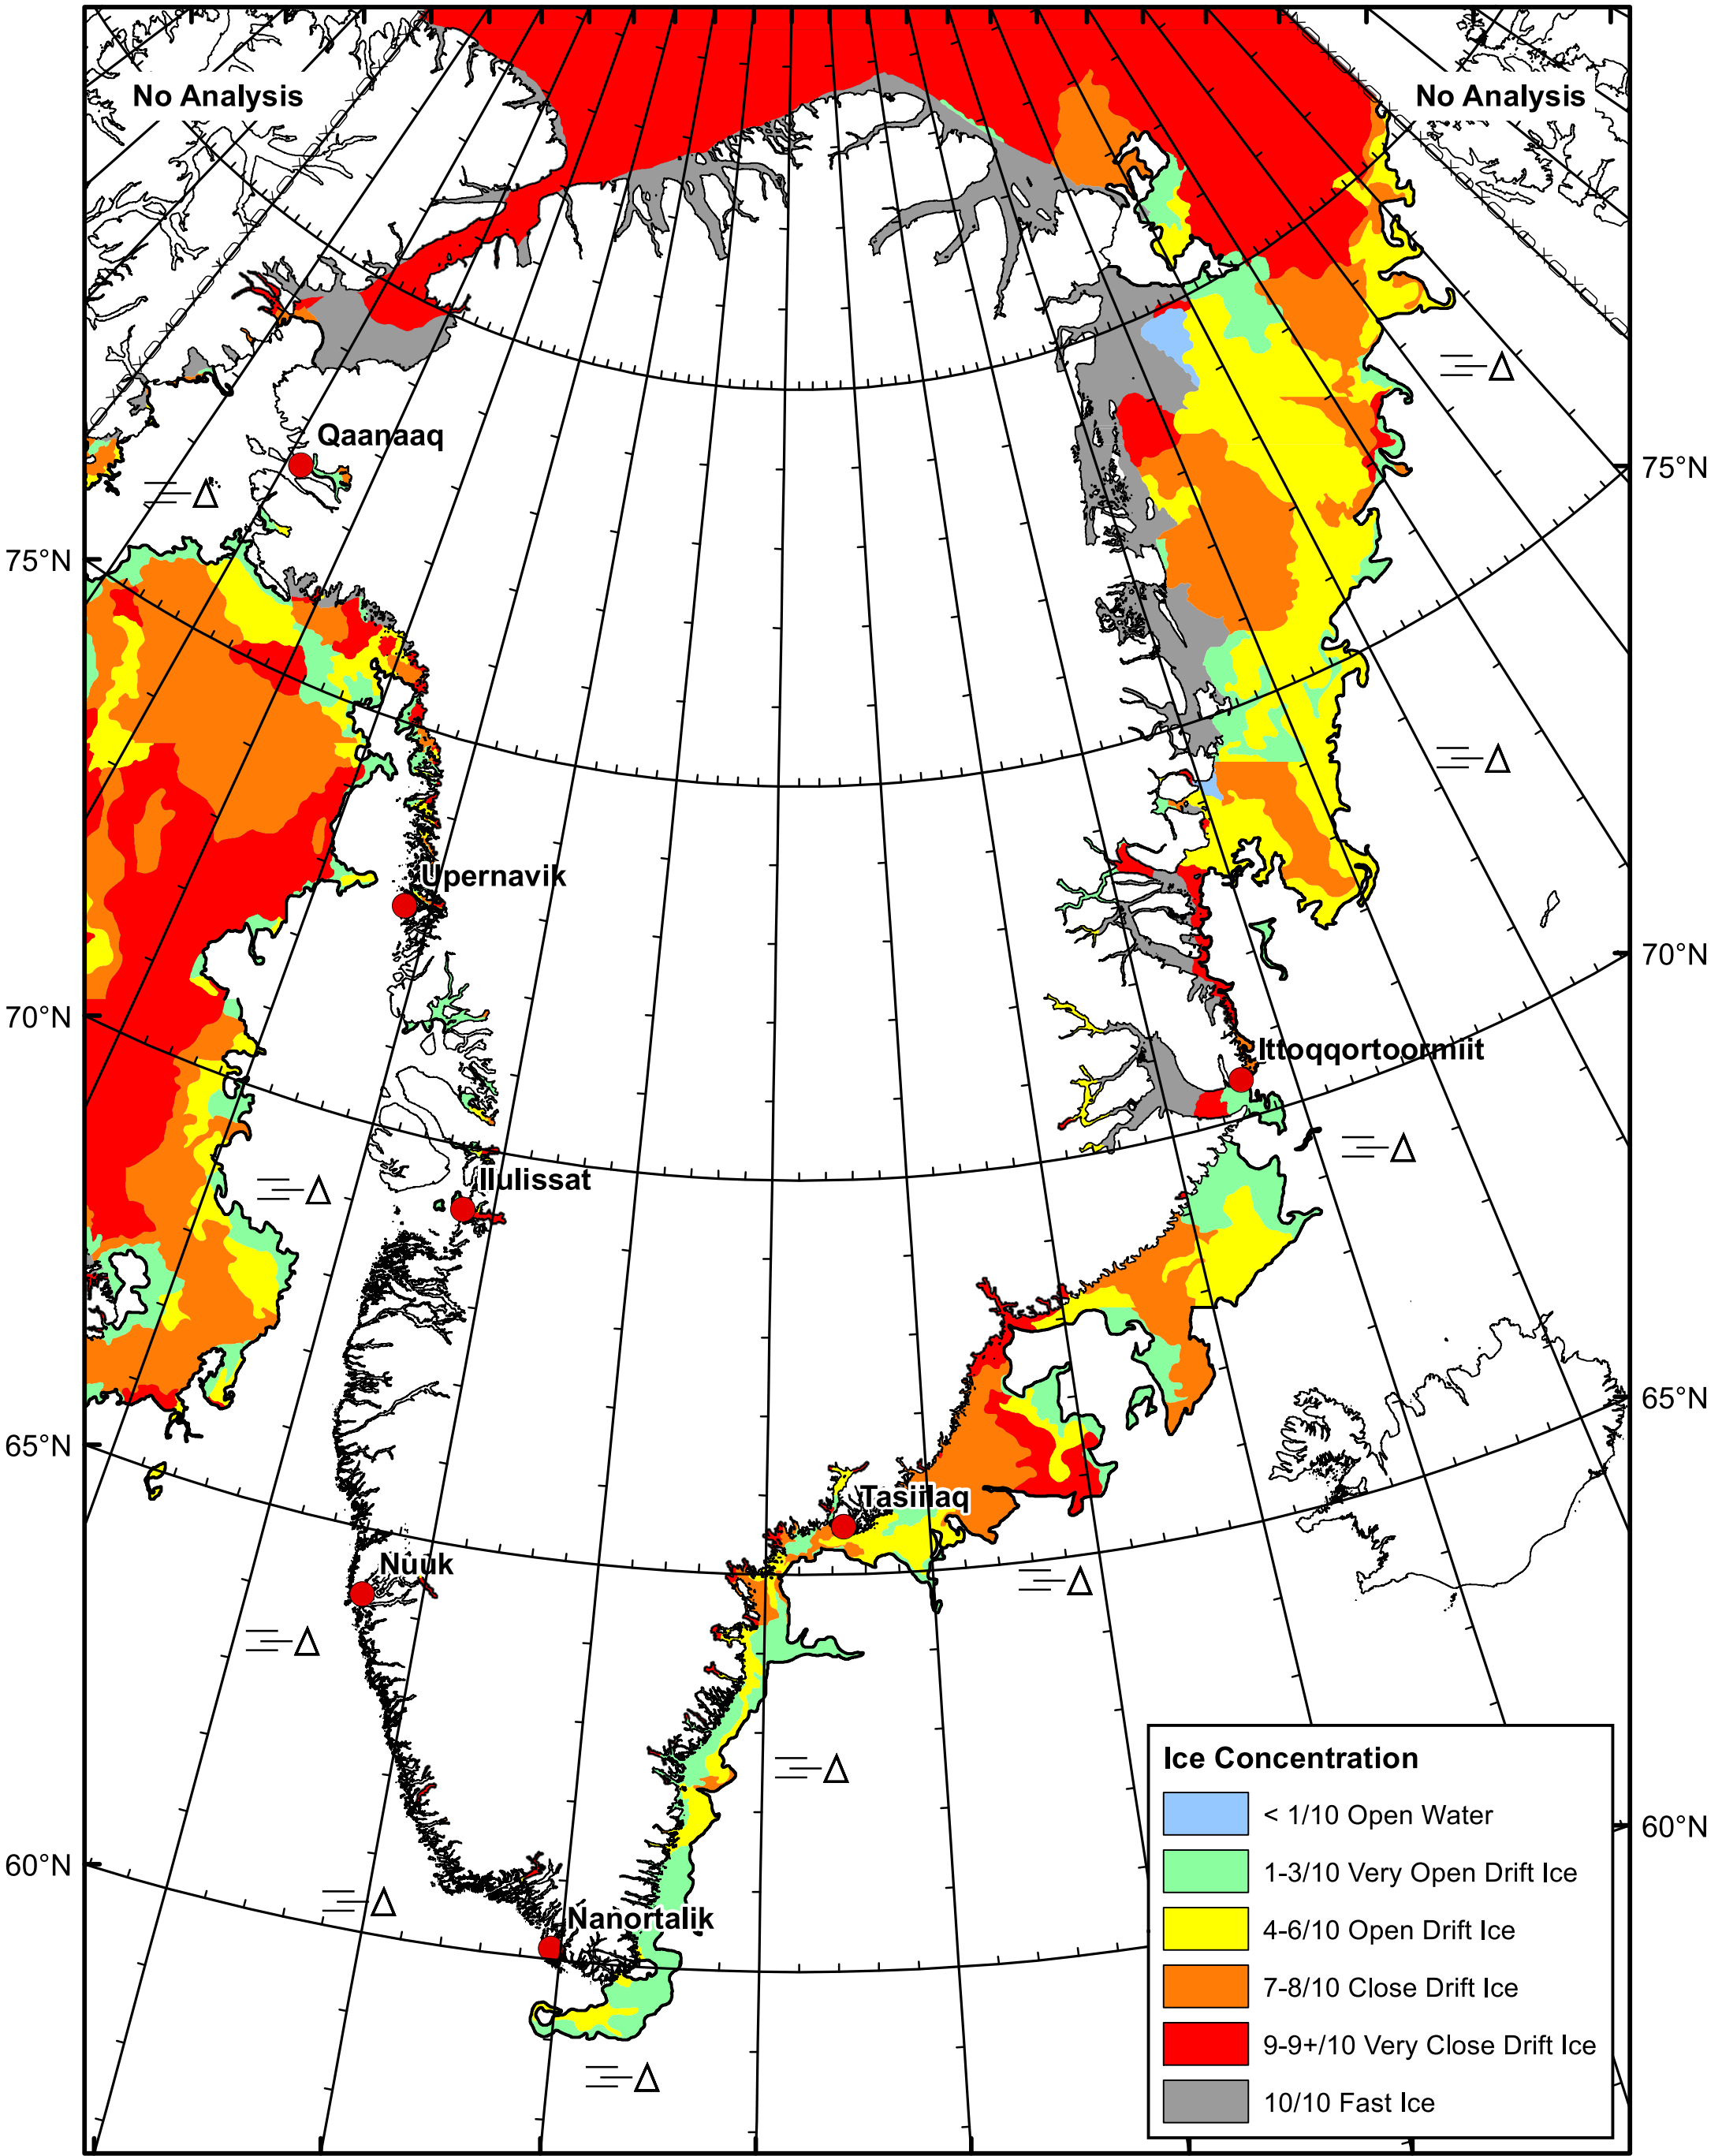 No Analysis
No Analysis
Qaanaaq
75°N
75°N
Upernavik
70°N
70°N
Ittoqqortoormiit
Ilulissat
65°N
65°N
Tasiilaq
Nuuk
60°N
60°N
Nanortalik
Ice Concentration
< 1/10 Open Water
1-3/10 Very Open Drift Ice
4-6/10 Open Drift Ice
7-8/10 Close Drift Ice
9-9+/10 Very Close Drift Ice
10/10 Fast Ice